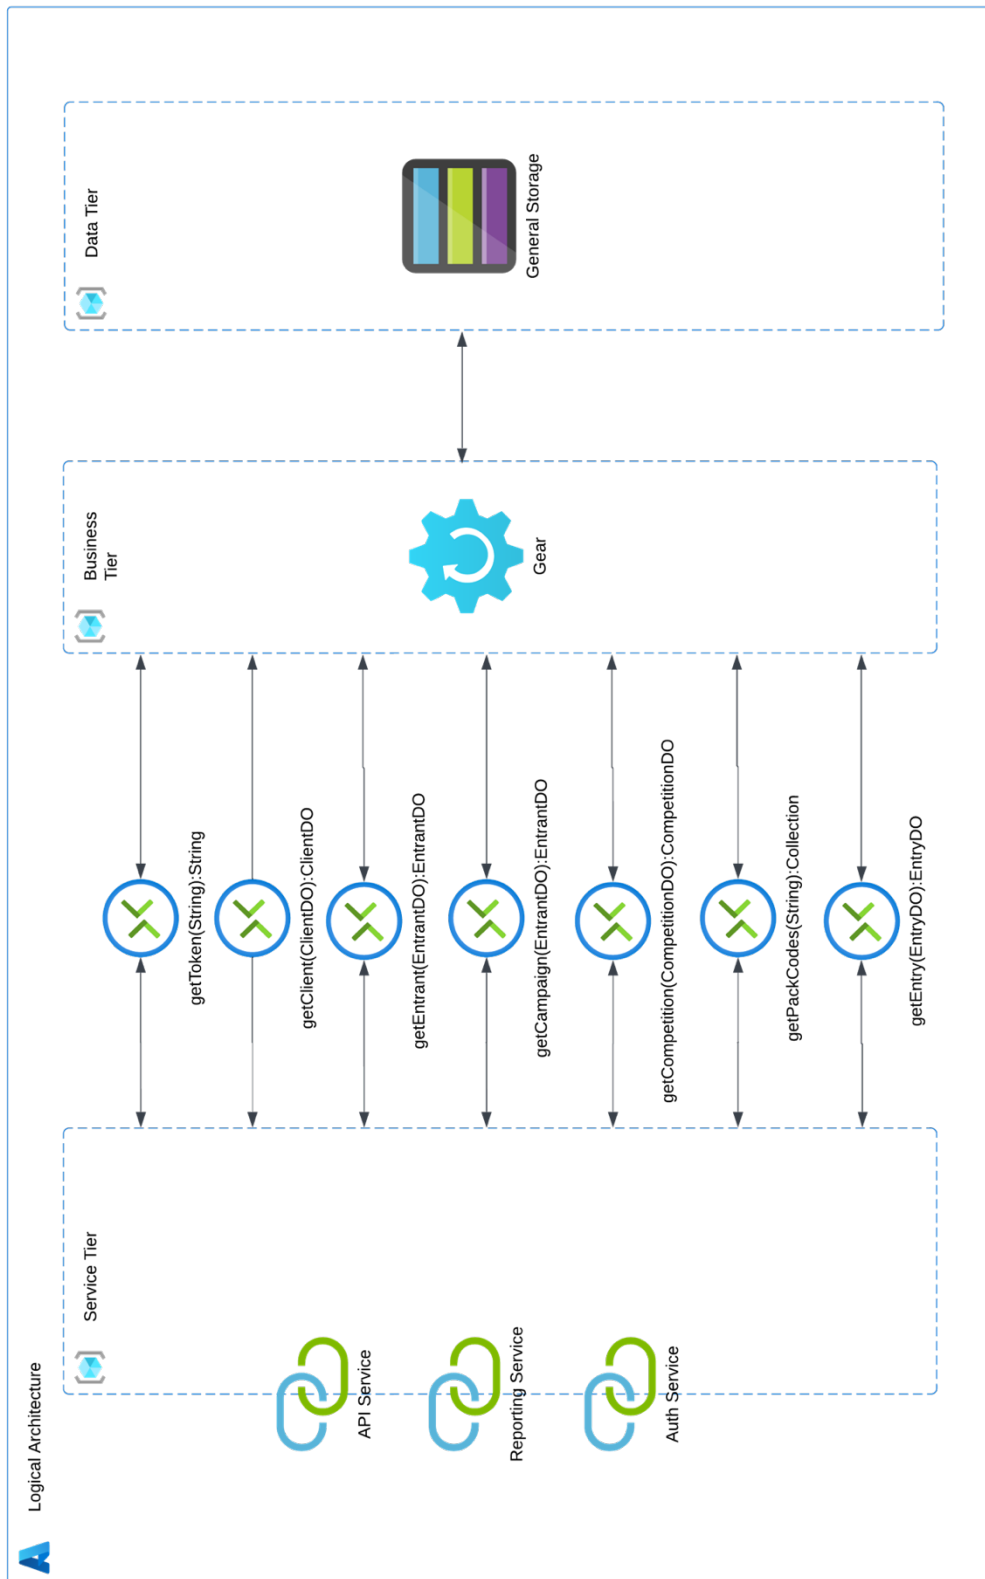 Logical Architecture
Service Tier
API Service
Reporting Service
Auth Service
getToken(String):String
getClient(ClientDO):ClientDO
getEntrant(EntrantDO):EntrantDO
getCampaign(EntrantDO):EntrantDO
getCompetition(CompetitionDO):CompetitionDO
getPackCodes(String):Collection
getEntry(EntryDO):EntryDO
Business
Tier
Gear
Data Tier
General Storage